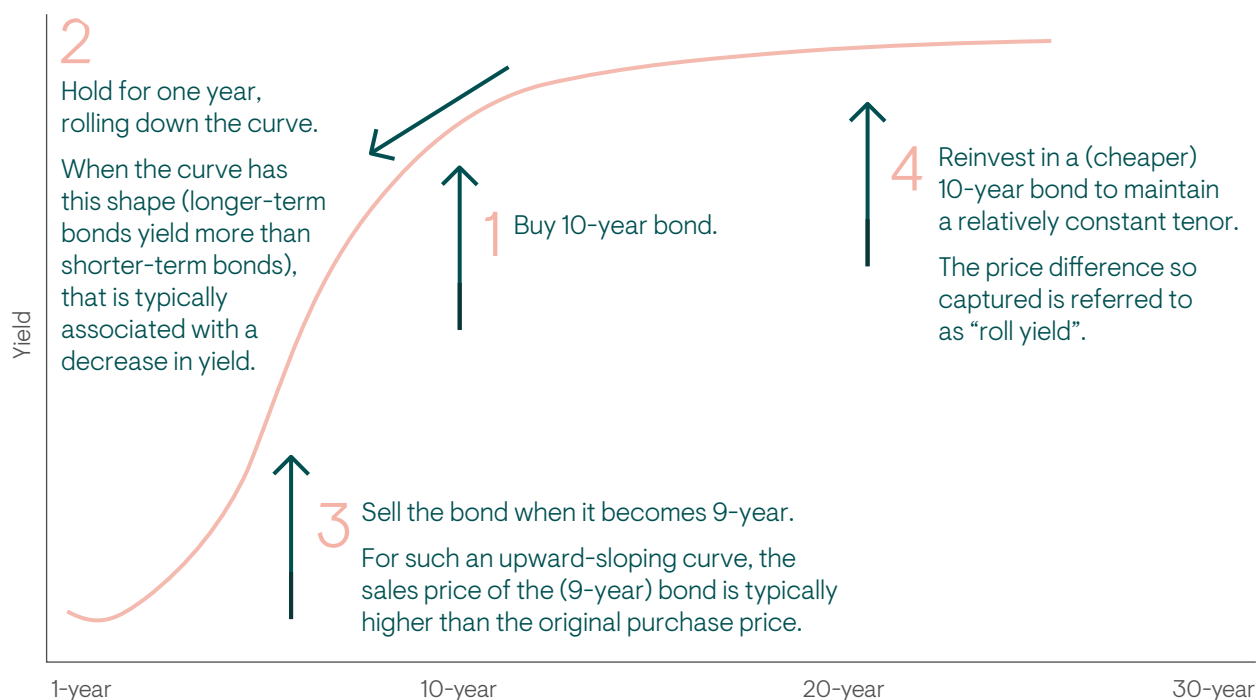 2
Hold for one year,
rolling down the curve.
When the curve has
this shape (longer-term
bonds yield more than
shorter-term bonds),
that is typically
associated with a
decrease in yield.
1
Buy 10-year bond.
4
Reinvest in a (cheaper)
10-year bond to maintain
a relatively constant tenor.
The price difference so
captured is referred to
as “roll yield”.
3
Sell the bond when it becomes 9-year.
For such an upward-sloping curve, the
sales price of the (9-year) bond is typically
higher than the original purchase price.
Yield
1-year
10-year
20-year
30-year